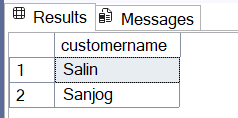 Results Messages
customername
1 Salin
2 Sanjog